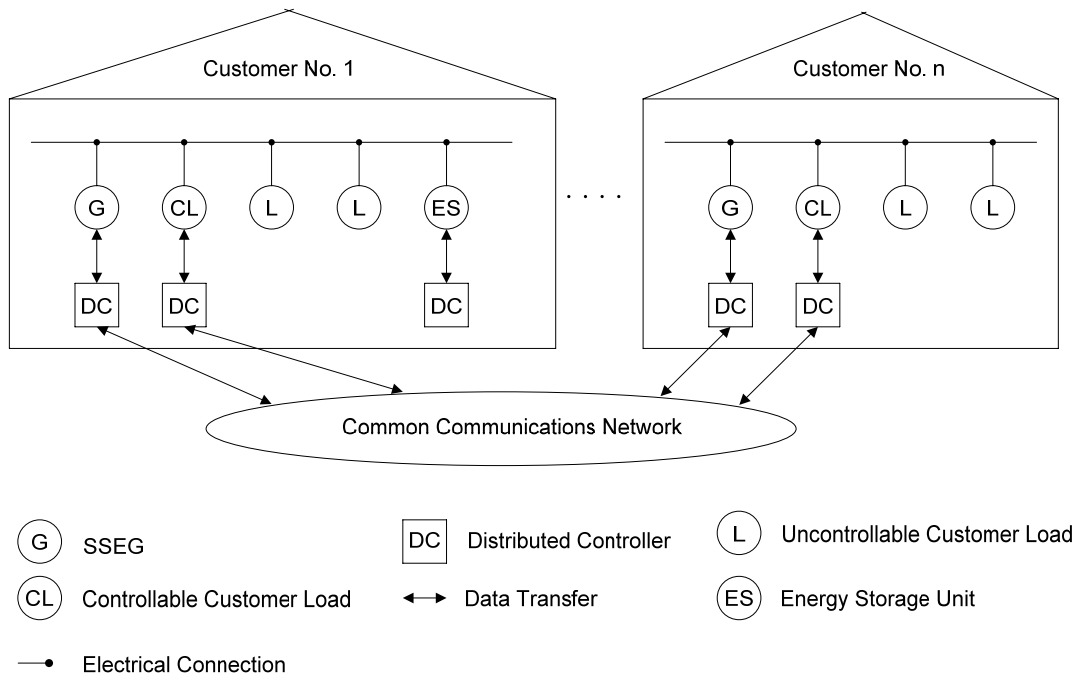 Customer No. 1
Customer No. n
G
CL
L
L
ES
. . . .
G
CL
L
L
DC
DC
DC
DC
DC
Common Communications Network
G
SSEG
DC
Distributed Controller
L
Uncontrollable Customer Load
CL
Controllable Customer Load
Data Transfer
ES
Energy Storage Unit
Electrical Connection